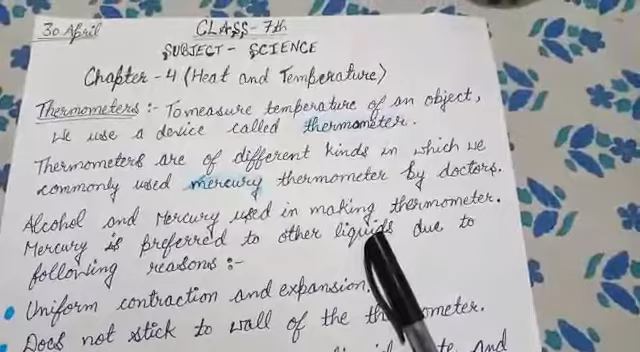 30 April
CLASS - 7th
SUBJECT - SCIENCE
Chapter - 4 (Heat and Temperature)
Thermometers :- To measure temperature of an object,
we use a device called thermometer.
Thermometers are of different kinds in which we
commonly used mercury thermometer by doctors.
Alcohol and Mercury used in making thermometer.
Mercury is preferred to other liquids due to
following reasons :-
• Uniform contraction and expansion.
• Does not stick to wall of the th ometer.
and